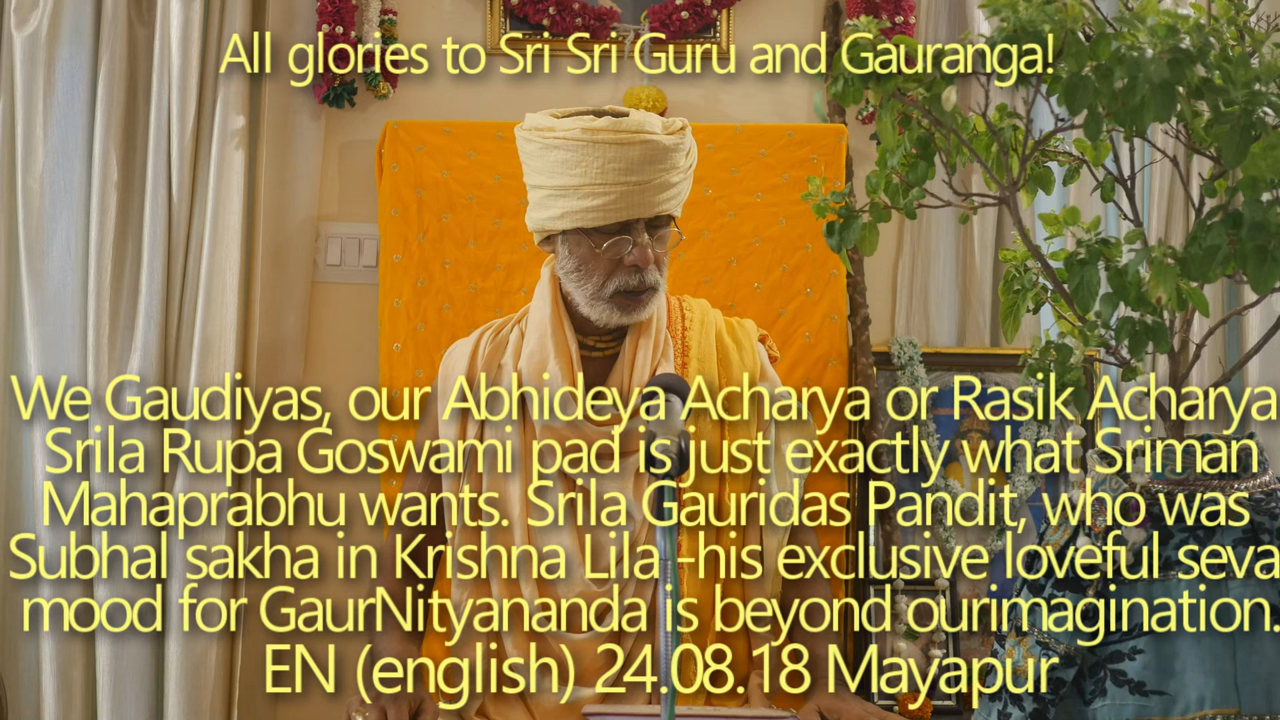 All glories to Sri Sri Guru and Gauranga!
We Gaudiyas, our Abhideya Acharya or Rasik Acharya
Srila Rupa Goswami pad is just exactly what Sriman
Mahaprabhu wants. Srila Gauridas Pandit, who was
Subhal sakha in Krishna Lila -his exclusive loveful seva
mood for GaurNityananda is beyond ourimagination.
EN (english) 24.08.18 Mayapur